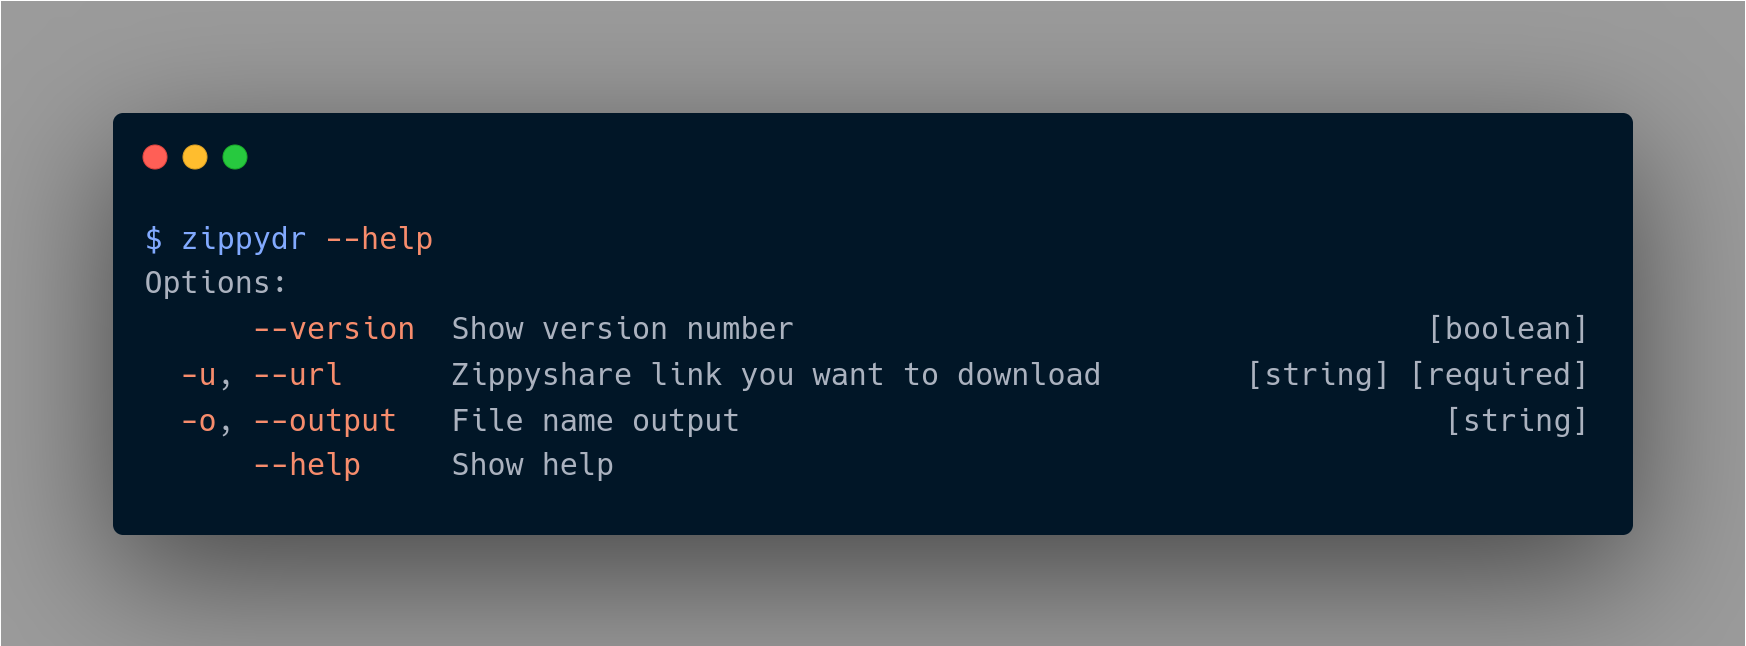 $ zippydr --help
Options:
      --version  Show version number                                   [boolean]
  -u, --url      Zippyshare link you want to download        [string] [required]
  -o, --output   File name output                                       [string]
      --help     Show help